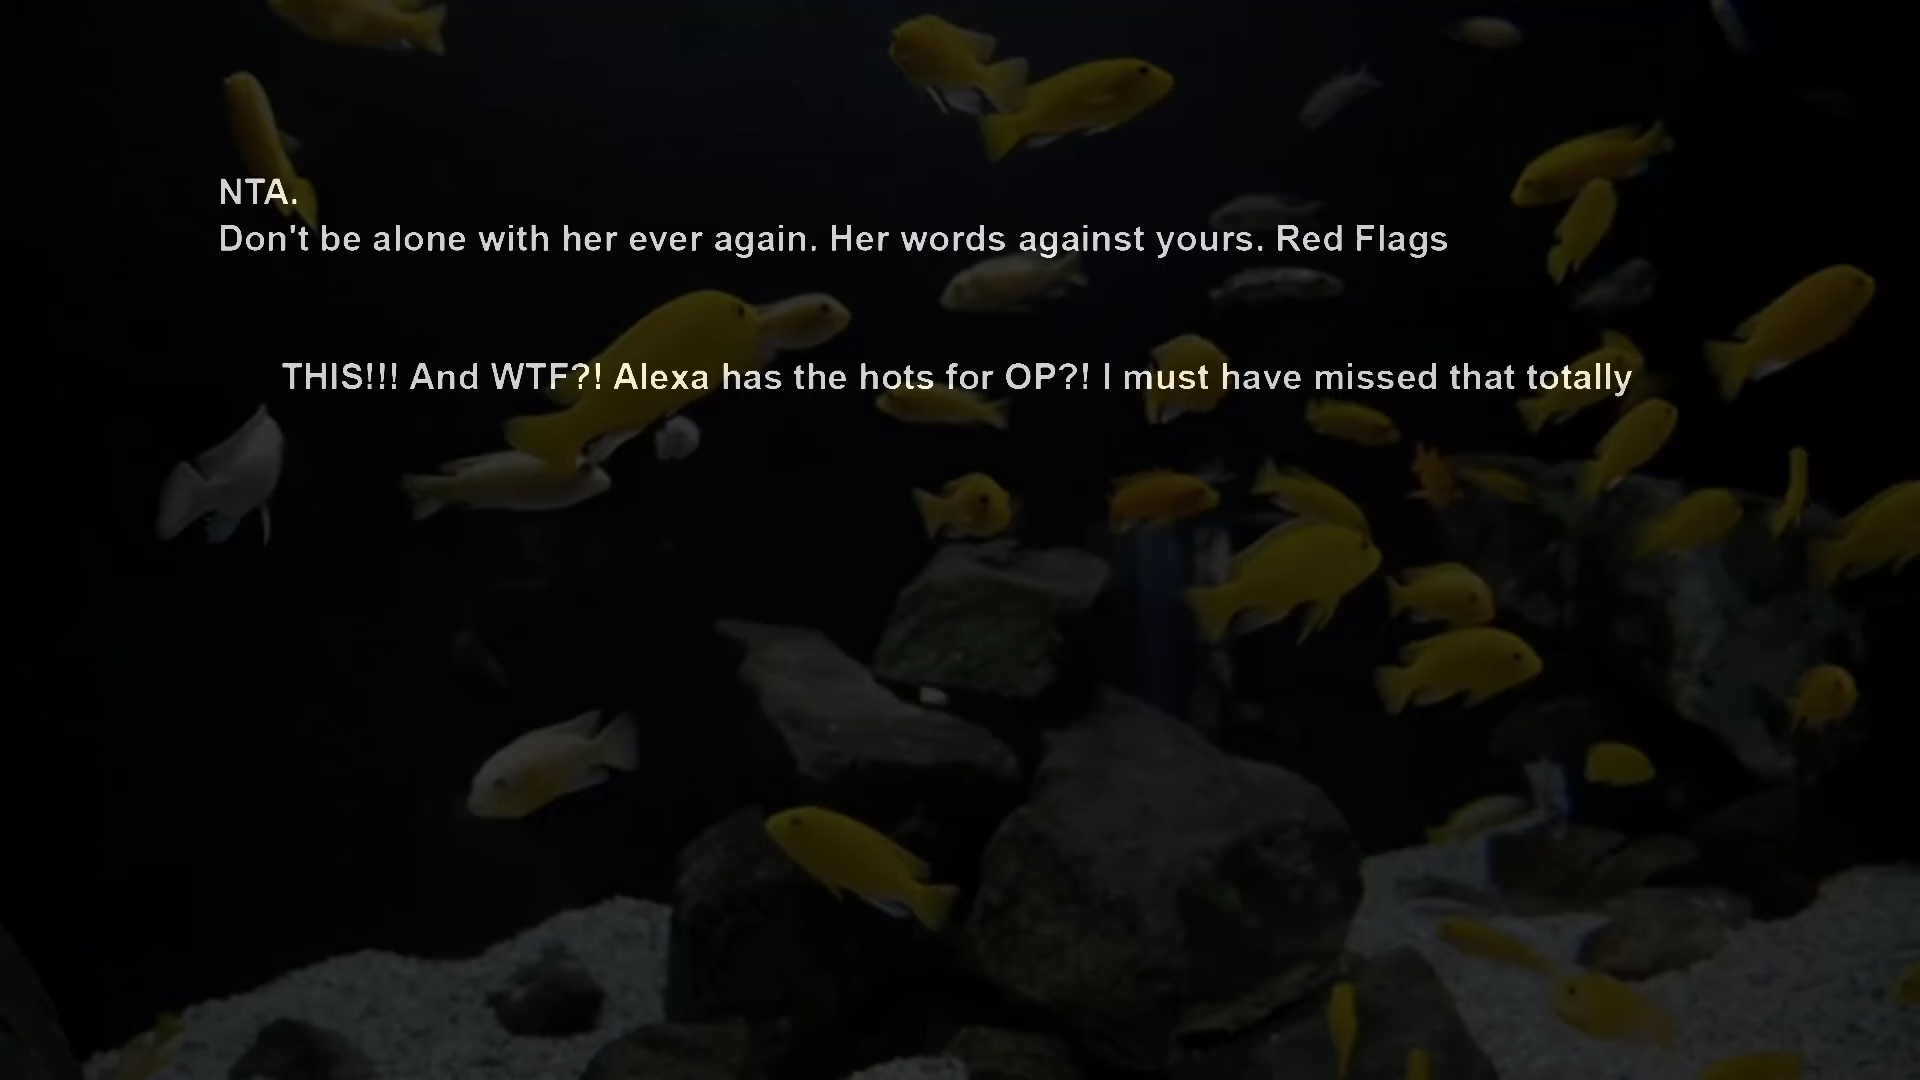 NTA.
Don't be alone with her ever again. Her words against yours. Red Flags
THIS!!! And WTF?! Alexa has the hots for OP?! I must have missed that totally